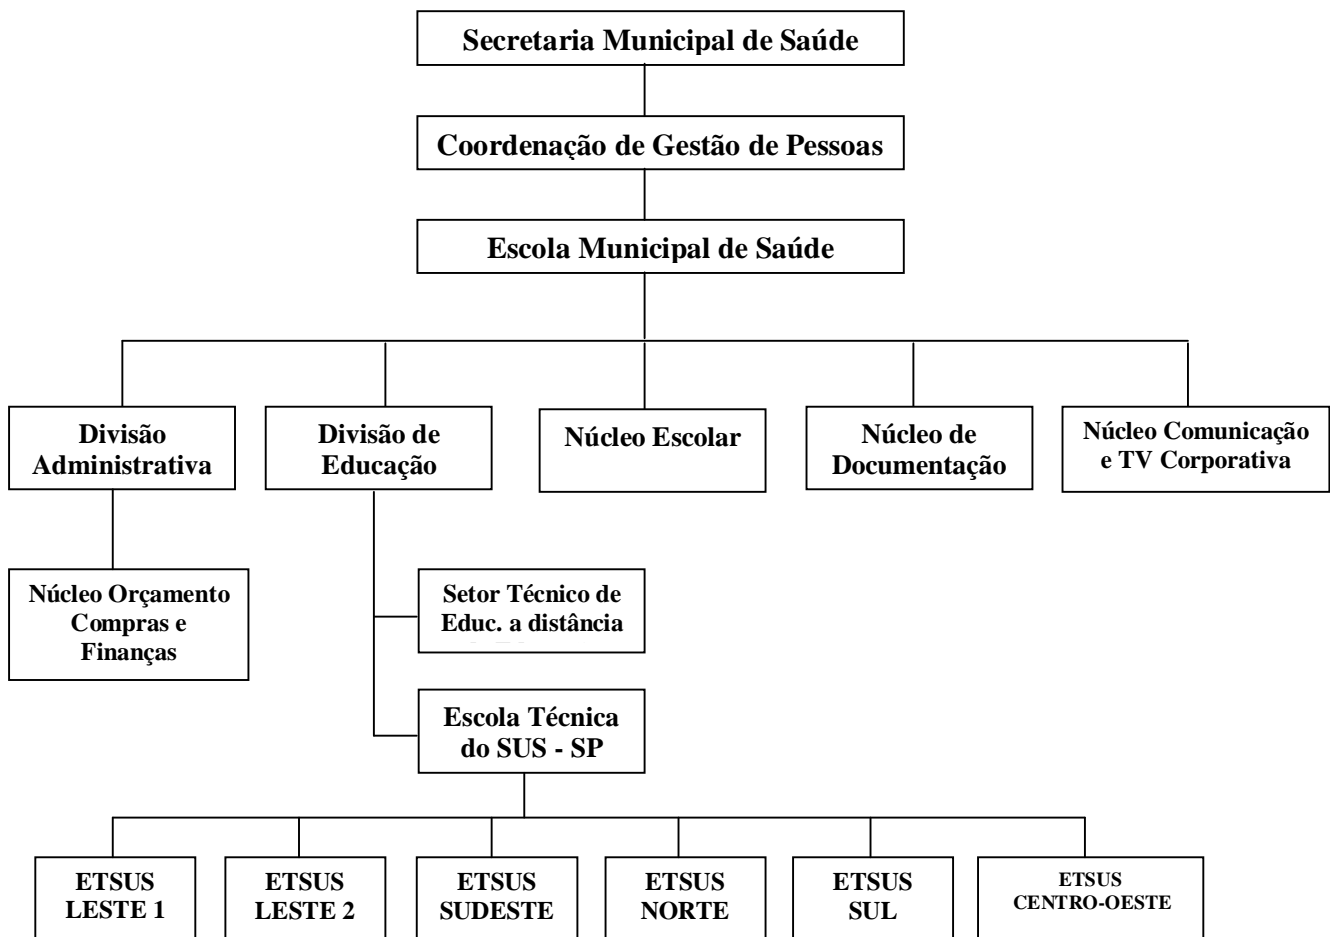 Secretaria Municipal de Saúde
Coordenação de Gestão de Pessoas
Escola Municipal de Saúde
Divisão
Administrativa
Divisão de
Educação
Núcleo Escolar
Núcleo de
Documentação
Núcleo Comunicação
e TV Corporativa
Núcleo Orçamento
Compras e
Finanças
Setor Técnico de
Educ. a distância
Escola Técnica
do SUS - SP
ETSUS
LESTE 1
ETSUS
LESTE 2
ETSUS
SUDESTE
ETSUS
NORTE
ETSUS
SUL
ETSUS
CENTRO-OESTE